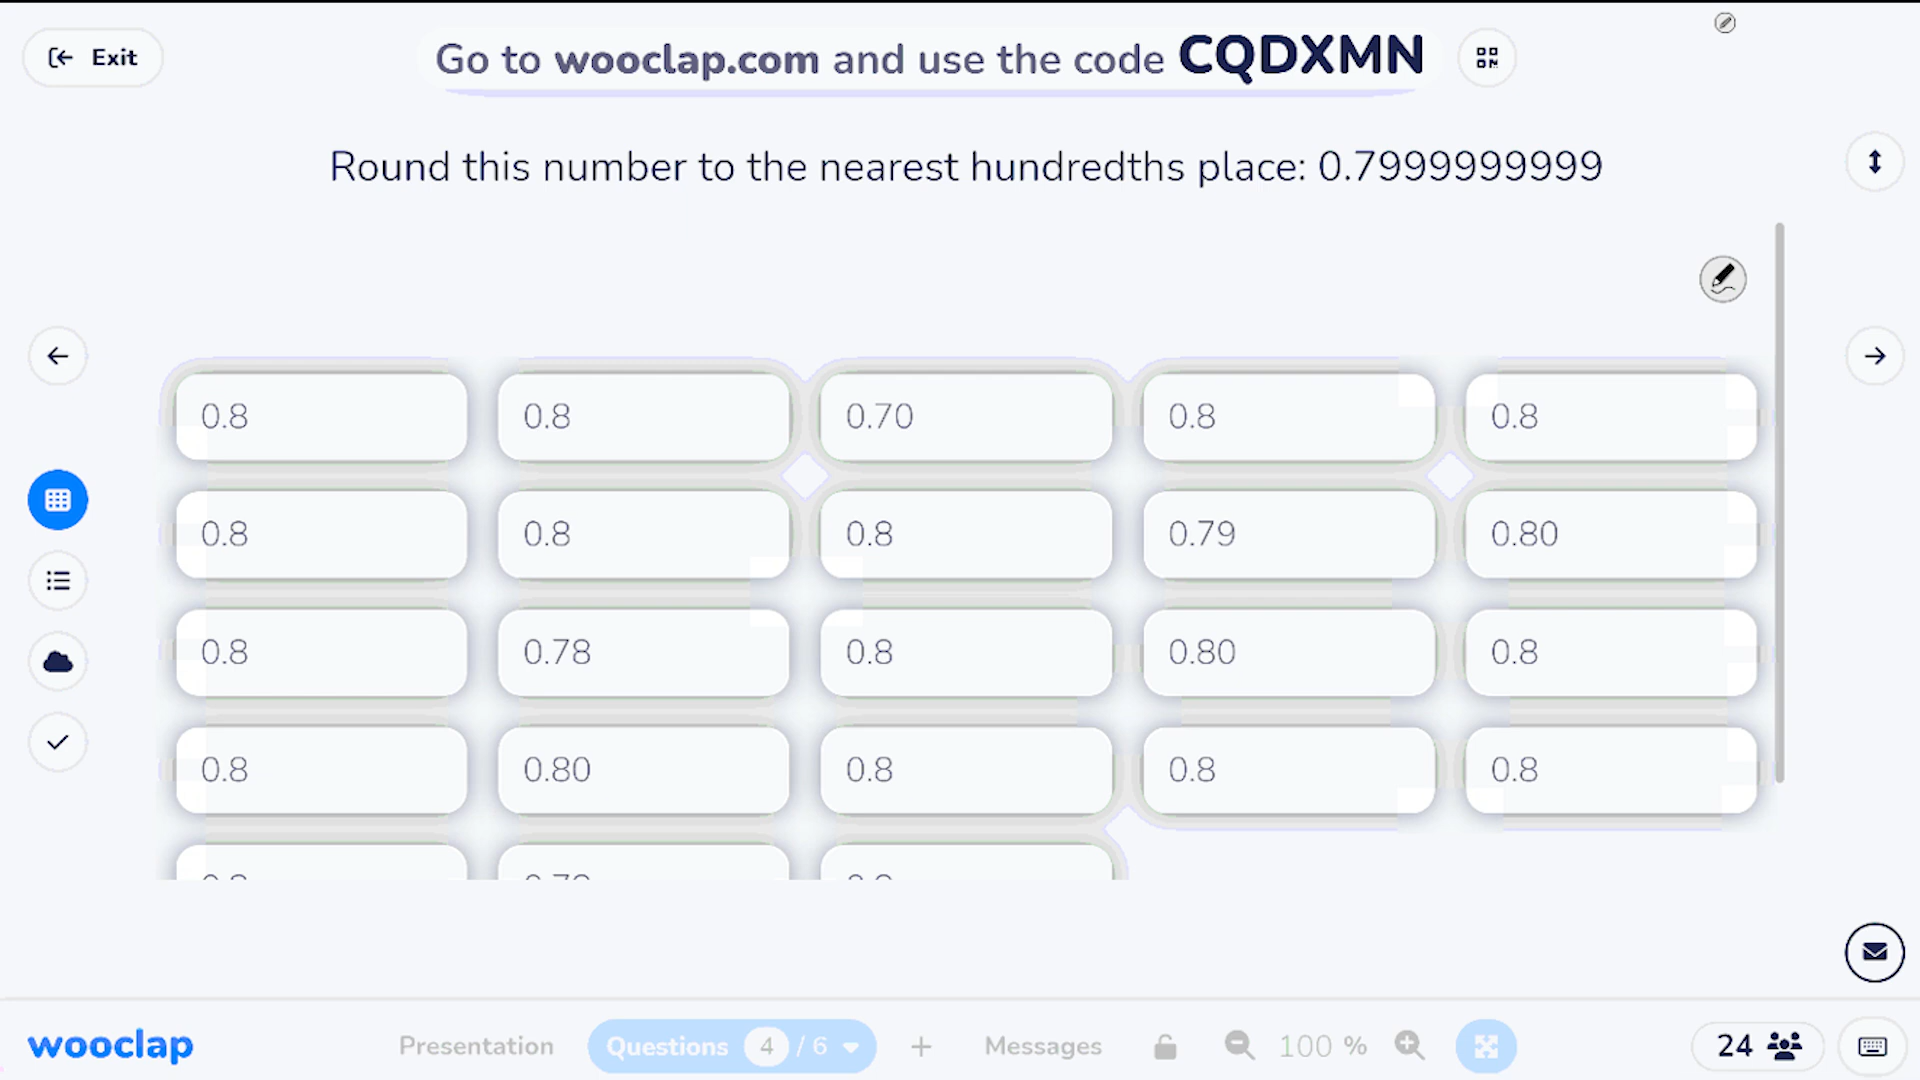 Exit
Go to wooclap.com and use the code CQDXMN
Round this number to the nearest hundredths place: 0.7999999999
0.8 0.8 0.70 0.8 0.8
0.8 0.8 0.8 0.79 0.80
0.8 0.78 0.8 0.80 0.8
0.8 0.80 0.8 0.8 0.8
wooclap Presentation Questions 4 / 6 + Messages 100 % 24